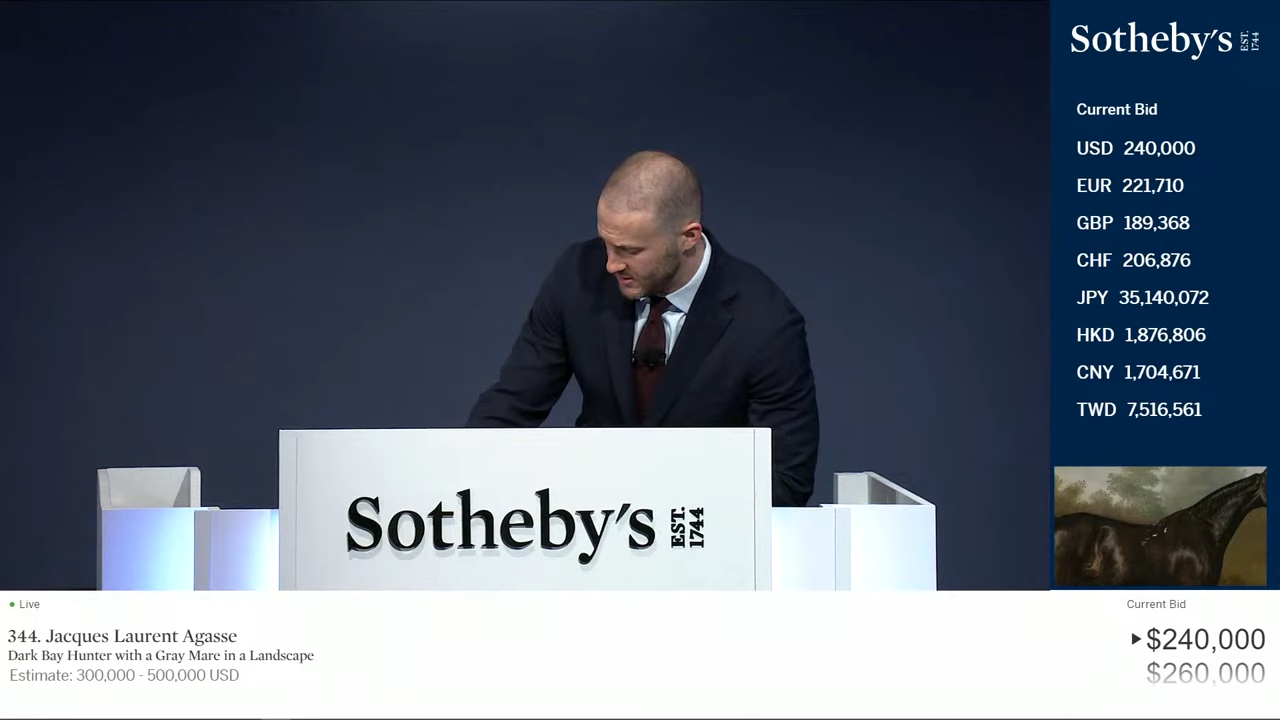 Sotheby's EST. 1744
Current Bid
USD 240,000
EUR 221,710
GBP 189,368
CHF 206,876
JPY 35,140,072
HKD 1,876,806
CNY 1,704,671
TWD 7,516,561
Sotheby's EST. 1744
Live
344. Jacques Laurent Agasse
Dark Bay Hunter with a Gray Mare in a Landscape
Estimate: 300,000 - 500,000 USD
Current Bid
$240,000
$260,000